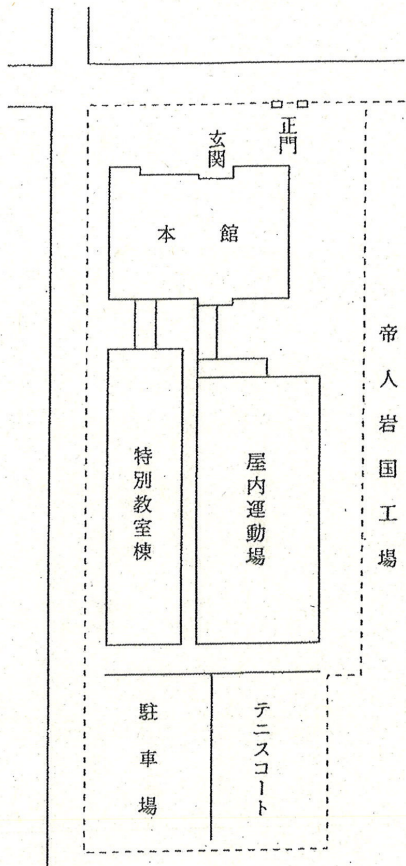 正門
玄関
本館
帝人岩国工場
屋内運動場
特別教室棟
テニスコート
駐車場